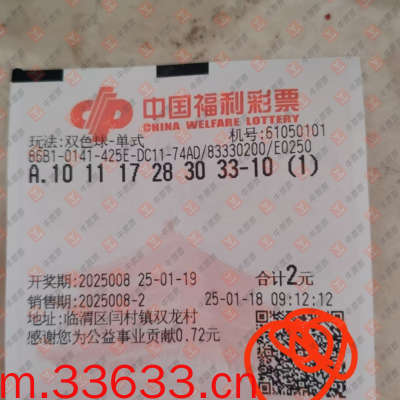 中国福利彩票
CHINA WELFARE LOTTERY
玩法:双色球-单式 机号:61050101
86B1-0141-425E-DC11-74AD/83330200/E0250
A.10 11 17 28 30 33-10 (1)
开奖期:2025008 25-01-19 合计2元
销售期:2025008-2 25-01-18 09:12:12
地址:临渭区闫村镇双龙村
感谢您为公益事业贡献0.72元
m.33633.cn